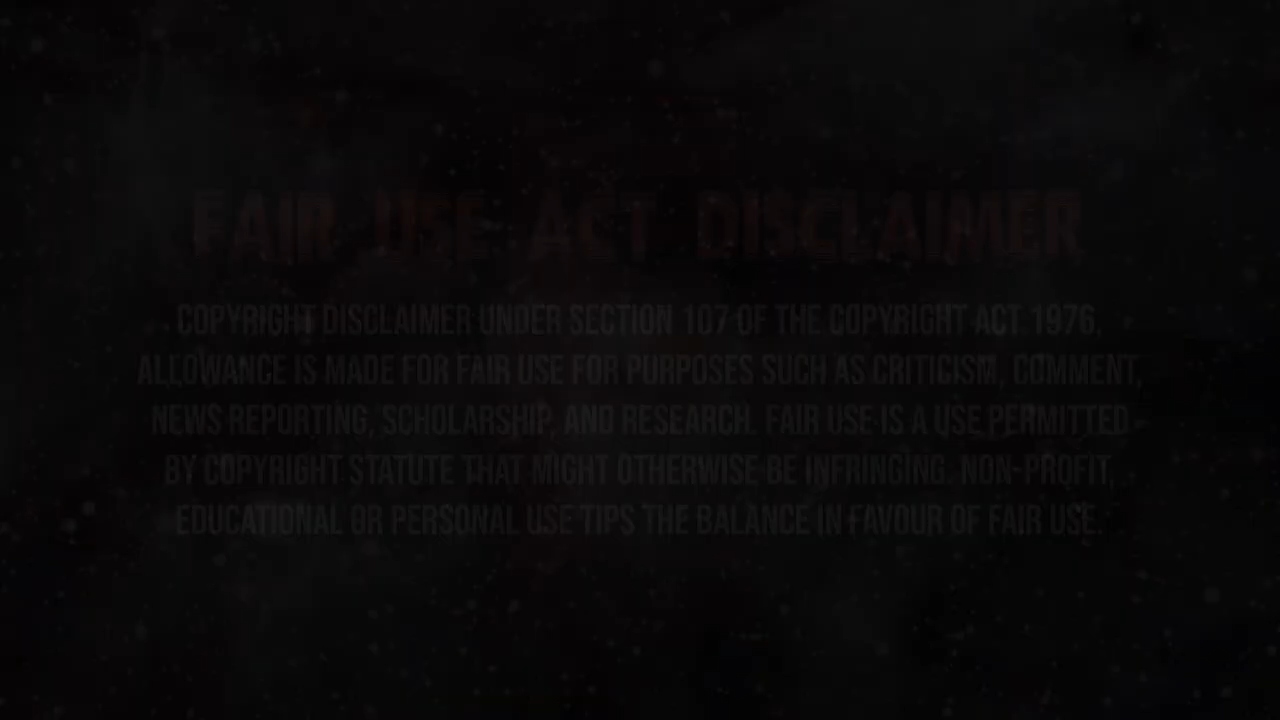 FAIR USE ACT DISCLAIMER
COPYRIGHT DISCLAIMER UNDER SECTION 107 OF THE COPYRIGHT ACT 1976,
ALLOWANCE IS MADE FOR FAIR USE FOR PURPOSES SUCH AS CRITICISM, COMMENT,
NEWS REPORTING, SCHOLARSHIP, AND RESEARCH. FAIR USE IS A USE PERMITTED
BY COPYRIGHT STATUTE THAT MIGHT OTHERWISE BE INFRINGING. NON-PROFIT,
EDUCATIONAL OR PERSONAL USE TIPS THE BALANCE IN FAVOUR OF FAIR USE.